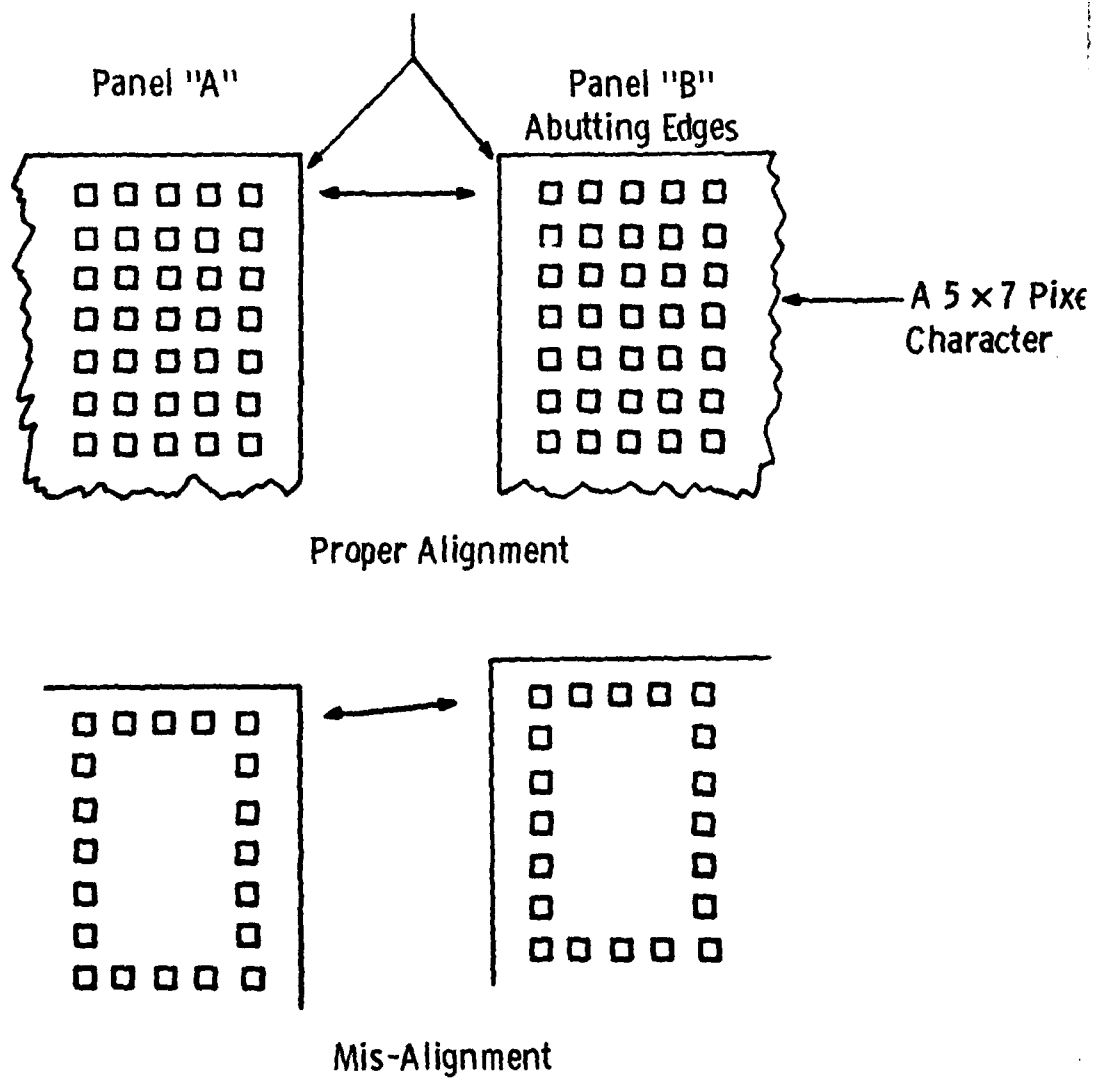 Panel "A"
Panel "B"
Abutting Edges
A 5 × 7 Pixe
Character
Proper Alignment
Mis-Alignment